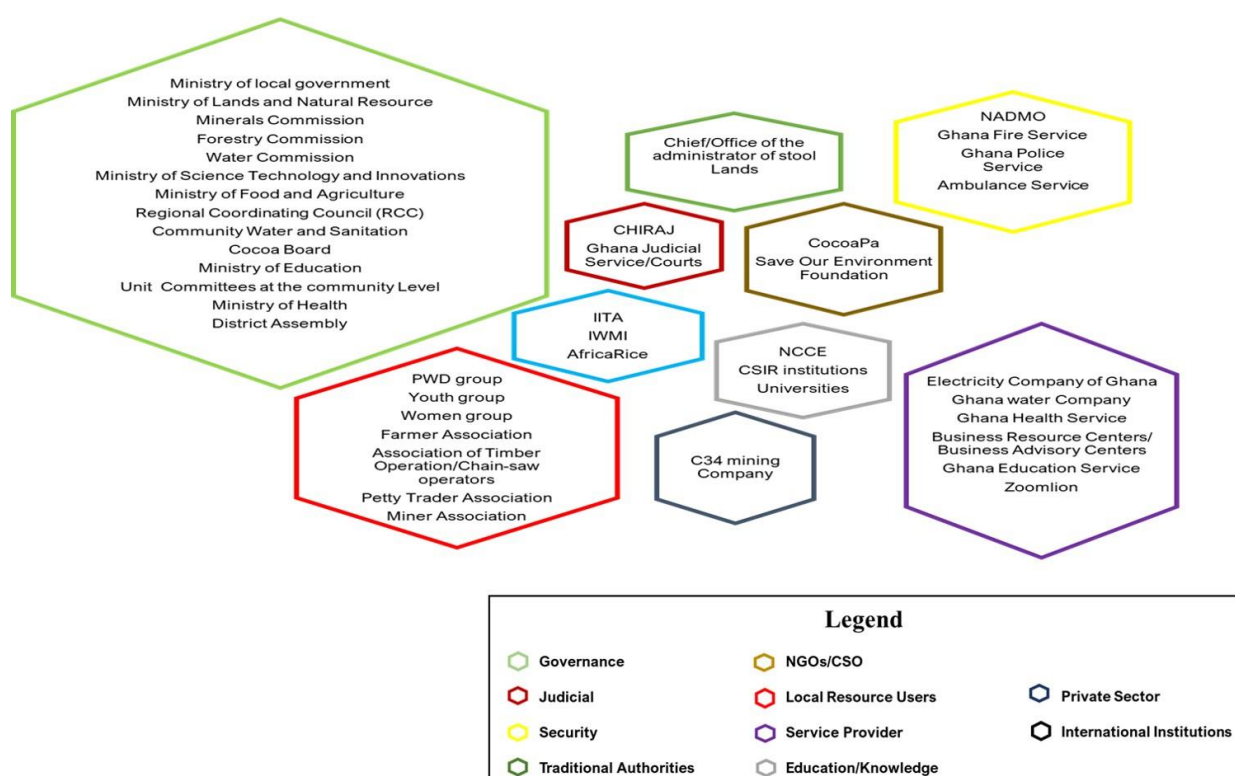 Ministry of local government
Ministry of Lands and Natural Resource
Minerals Commission
Forestry Commission
Water Commission
Ministry of Science Technology and Innovations
Ministry of Food and Agriculture
Regional Coordinating Council (RCC)
Community Water and Sanitation
Cocoa Board
Ministry of Education
Unit Committees at the community Level
Ministry of Health
District Assembly
Chief/Office of the
administrator of stool
Lands
NADMO
Ghana Fire Service
Ghana Police
Service
Ambulance Service
CHIRAJ
Ghana Judicial
Service/Courts
CocoaPa
Save Our Environment
Foundation
IITA
IWMI
AfricaRice
NCCE
CSIR institutions
Universities
PWD group
Youth group
Women group
Farmer Association
Association of Timber
Operation/Chain-saw
operators
Petty Trader Association
Miner Association
C34 mining
Company
Electricity Company of Ghana
Ghana water Company
Ghana Health Service
Business Resource Centers/
Business Advisory Centers
Ghana Education Service
Zoomlion
Legend
Governance
Judicial
Security
Traditional Authorities
NGOs/CSO
Local Resource Users
Service Provider
Education/Knowledge
Private Sector
International Institutions